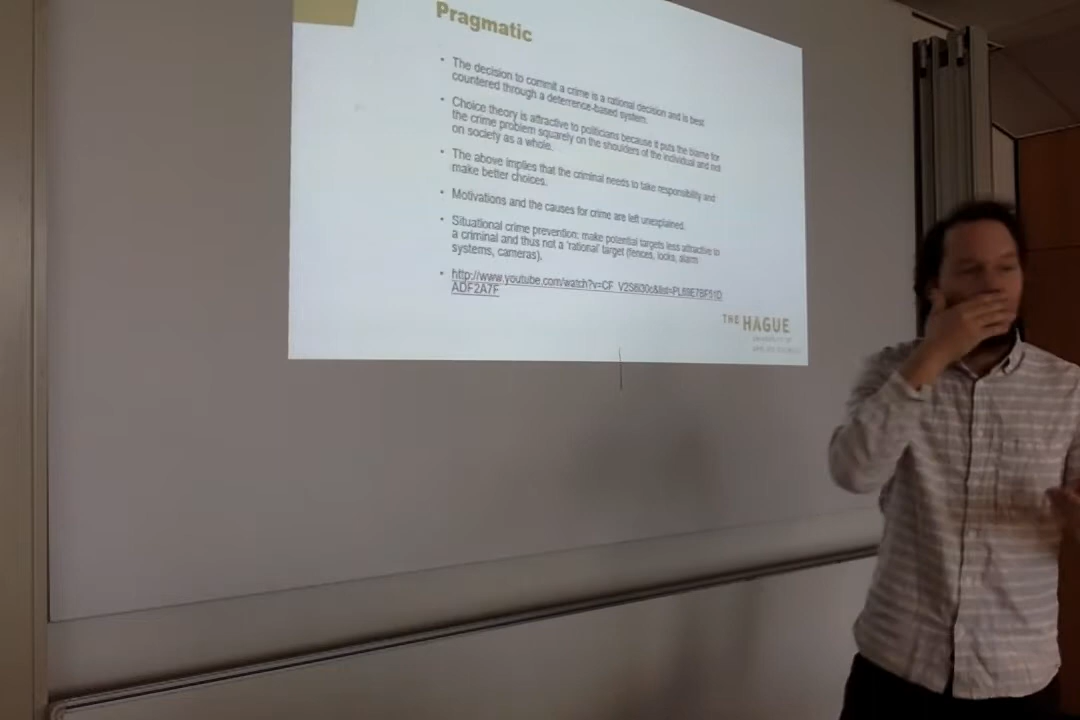 Pragmatic
• The decision to commit a crime is a rational decision and is best
countered through a deterrence-based system.
• Choice theory is attractive to politicians because it puts the blame for
the crime problem squarely on the shoulders of the individual and not
on society as a whole.
• The above implies that the criminal needs to take responsibility and
make better choices.
• Motivations and the causes for crime are left unexplained.
• Situational crime prevention: make potential targets less attractive to
a criminal and thus not a 'rational' target (fences, locks, alarm
systems, cameras).
ADF2A7F
THE HAGUE